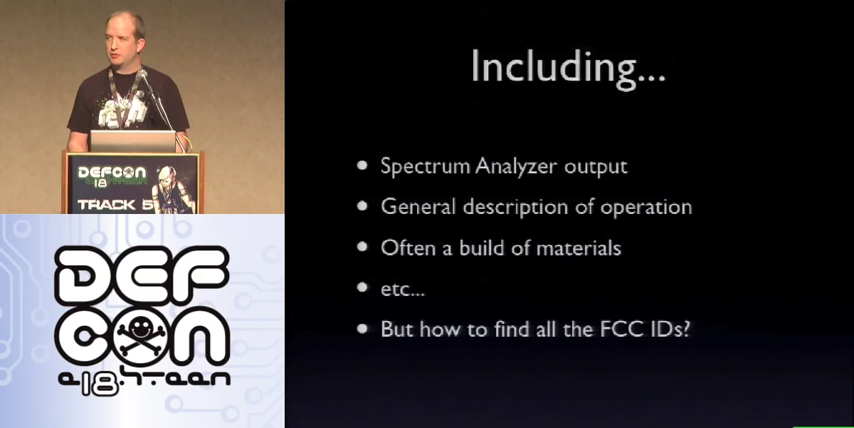 DEFCON
18
TRACK 5
DEF
CON
e18hteen
Including...
Spectrum Analyzer output
General description of operation
Often a build of materials
etc...
But how to find all the FCC IDs?